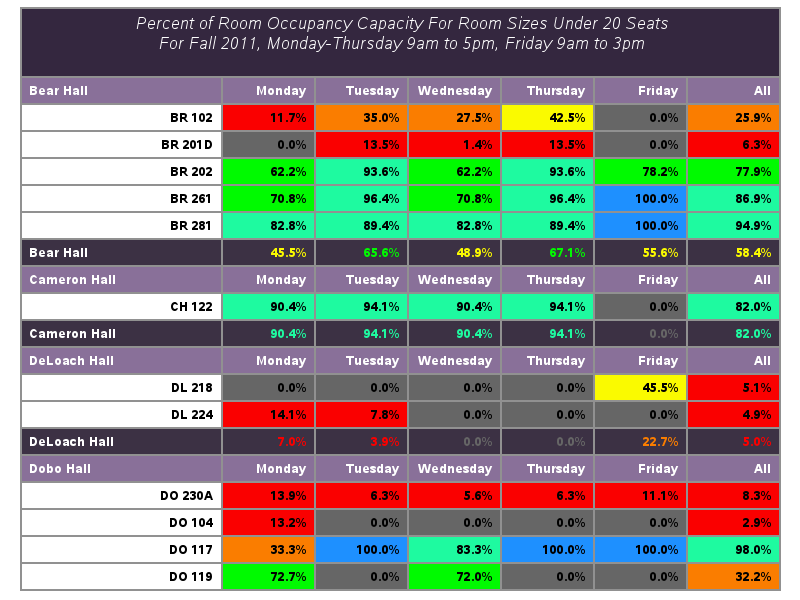 Percent of Room Occupancy Capacity For Room Sizes Under 20 Seats
For Fall 2011, Monday-Thursday 9am to 5pm, Friday 9am to 3pm
Bear Hall Monday Tuesday Wednesday Thursday Friday All
BR 102 11.7% 35.0% 27.5% 42.5% 0.0% 25.9%
BR 201D 0.0% 13.5% 1.4% 13.5% 0.0% 6.3%
BR 202 62.2% 93.6% 62.2% 93.6% 78.2% 77.9%
BR 261 70.8% 96.4% 70.8% 96.4% 100.0% 86.9%
BR 281 82.8% 89.4% 82.8% 89.4% 100.0% 94.9%
Bear Hall 45.5% 65.6% 48.9% 67.1% 55.6% 58.4%
Cameron Hall Monday Tuesday Wednesday Thursday Friday All
CH 122 90.4% 94.1% 90.4% 94.1% 0.0% 82.0%
Cameron Hall 90.4% 94.1% 90.4% 94.1% 0.0% 82.0%
DeLoach Hall Monday Tuesday Wednesday Thursday Friday All
DL 218 0.0% 0.0% 0.0% 0.0% 45.5% 5.1%
DL 224 14.1% 7.8% 0.0% 0.0% 0.0% 4.9%
DeLoach Hall 7.0% 3.9% 0.0% 0.0% 22.7% 5.0%
Dobo Hall Monday Tuesday Wednesday Thursday Friday All
DO 230A 13.9% 6.3% 5.6% 6.3% 11.1% 8.3%
DO 104 13.2% 0.0% 0.0% 0.0% 0.0% 2.9%
DO 117 33.3% 100.0% 83.3% 100.0% 100.0% 98.0%
DO 119 72.7% 0.0% 72.0% 0.0% 0.0% 32.2%